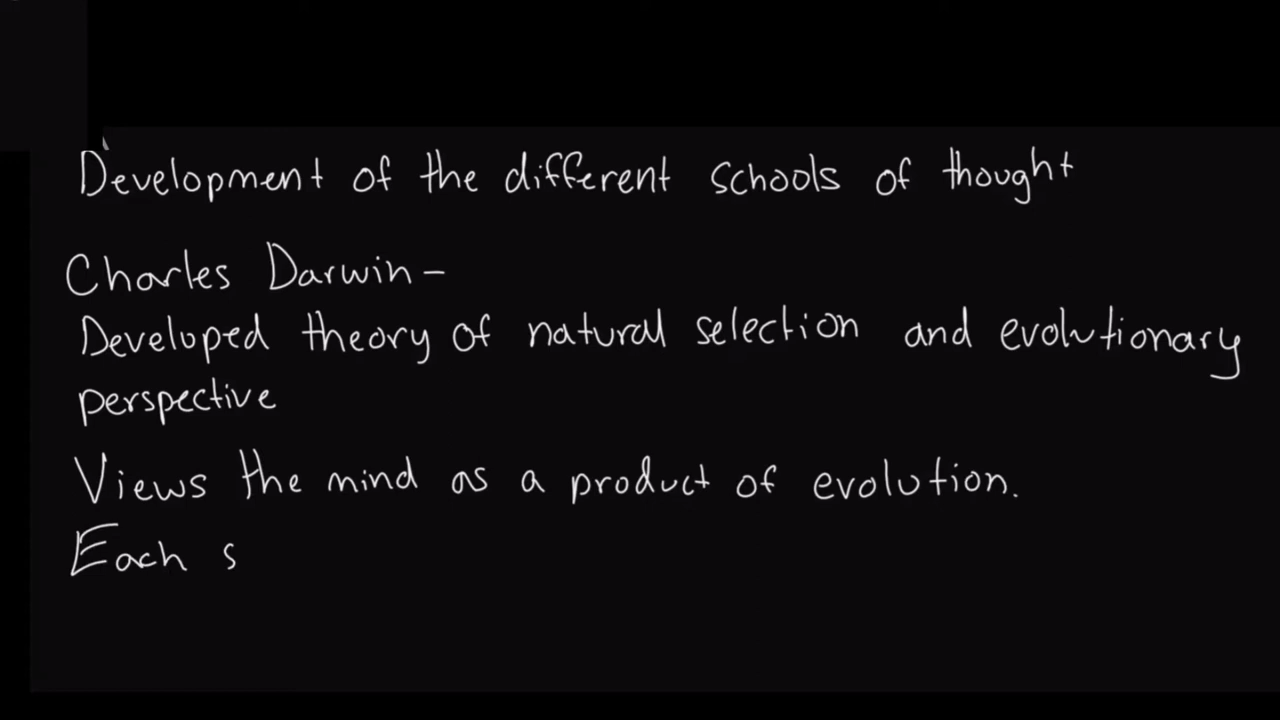 Development of the different schools of thought
Charles Darwin-
Developed theory of natural selection and evolutionary
perspective
Views the mind as a product of evolution.
Each s